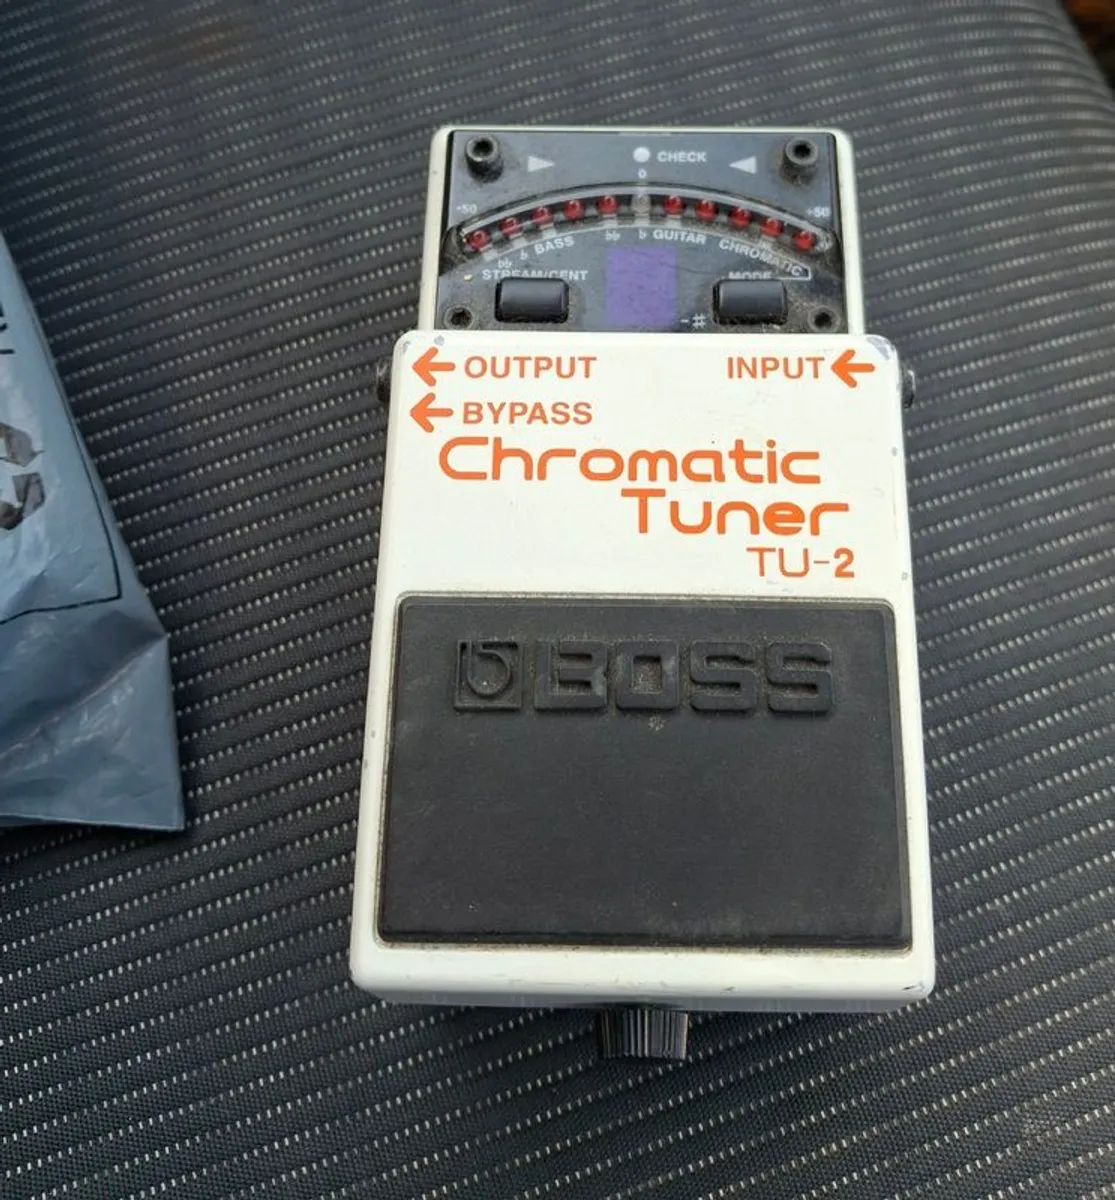 CHECK
0
-50 +50
♭♭ ♭ BASS ♭♭ ♭ GUITAR CHROMATIC
STREAM/CENT MODE
-#
OUTPUT INPUT
BYPASS
Chromatic
Tuner
TU-2
BOSS